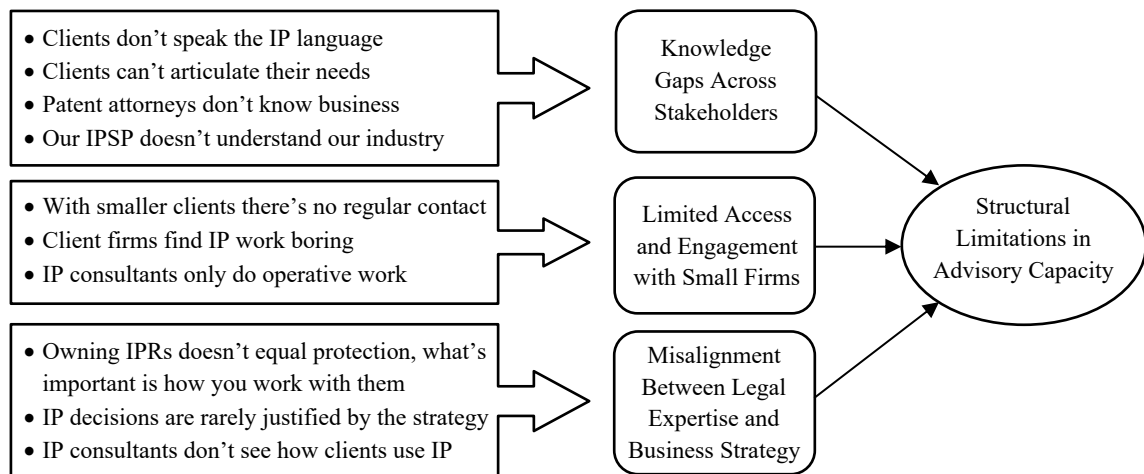 • Clients don’t speak the IP language
• Clients can’t articulate their needs
• Patent attorneys don’t know business
• Our IPSP doesn’t understand our industry
Knowledge
Gaps Across
Stakeholders
• With smaller clients there’s no regular contact
• Client firms find IP work boring
• IP consultants only do operative work
Limited Access
and Engagement
with Small Firms
• Owning IPRs doesn’t equal protection, what’s
important is how you work with them
• IP decisions are rarely justified by the strategy
• IP consultants don’t see how clients use IP
Misalignment
Between Legal
Expertise and
Business Strategy
Structural
Limitations in
Advisory Capacity